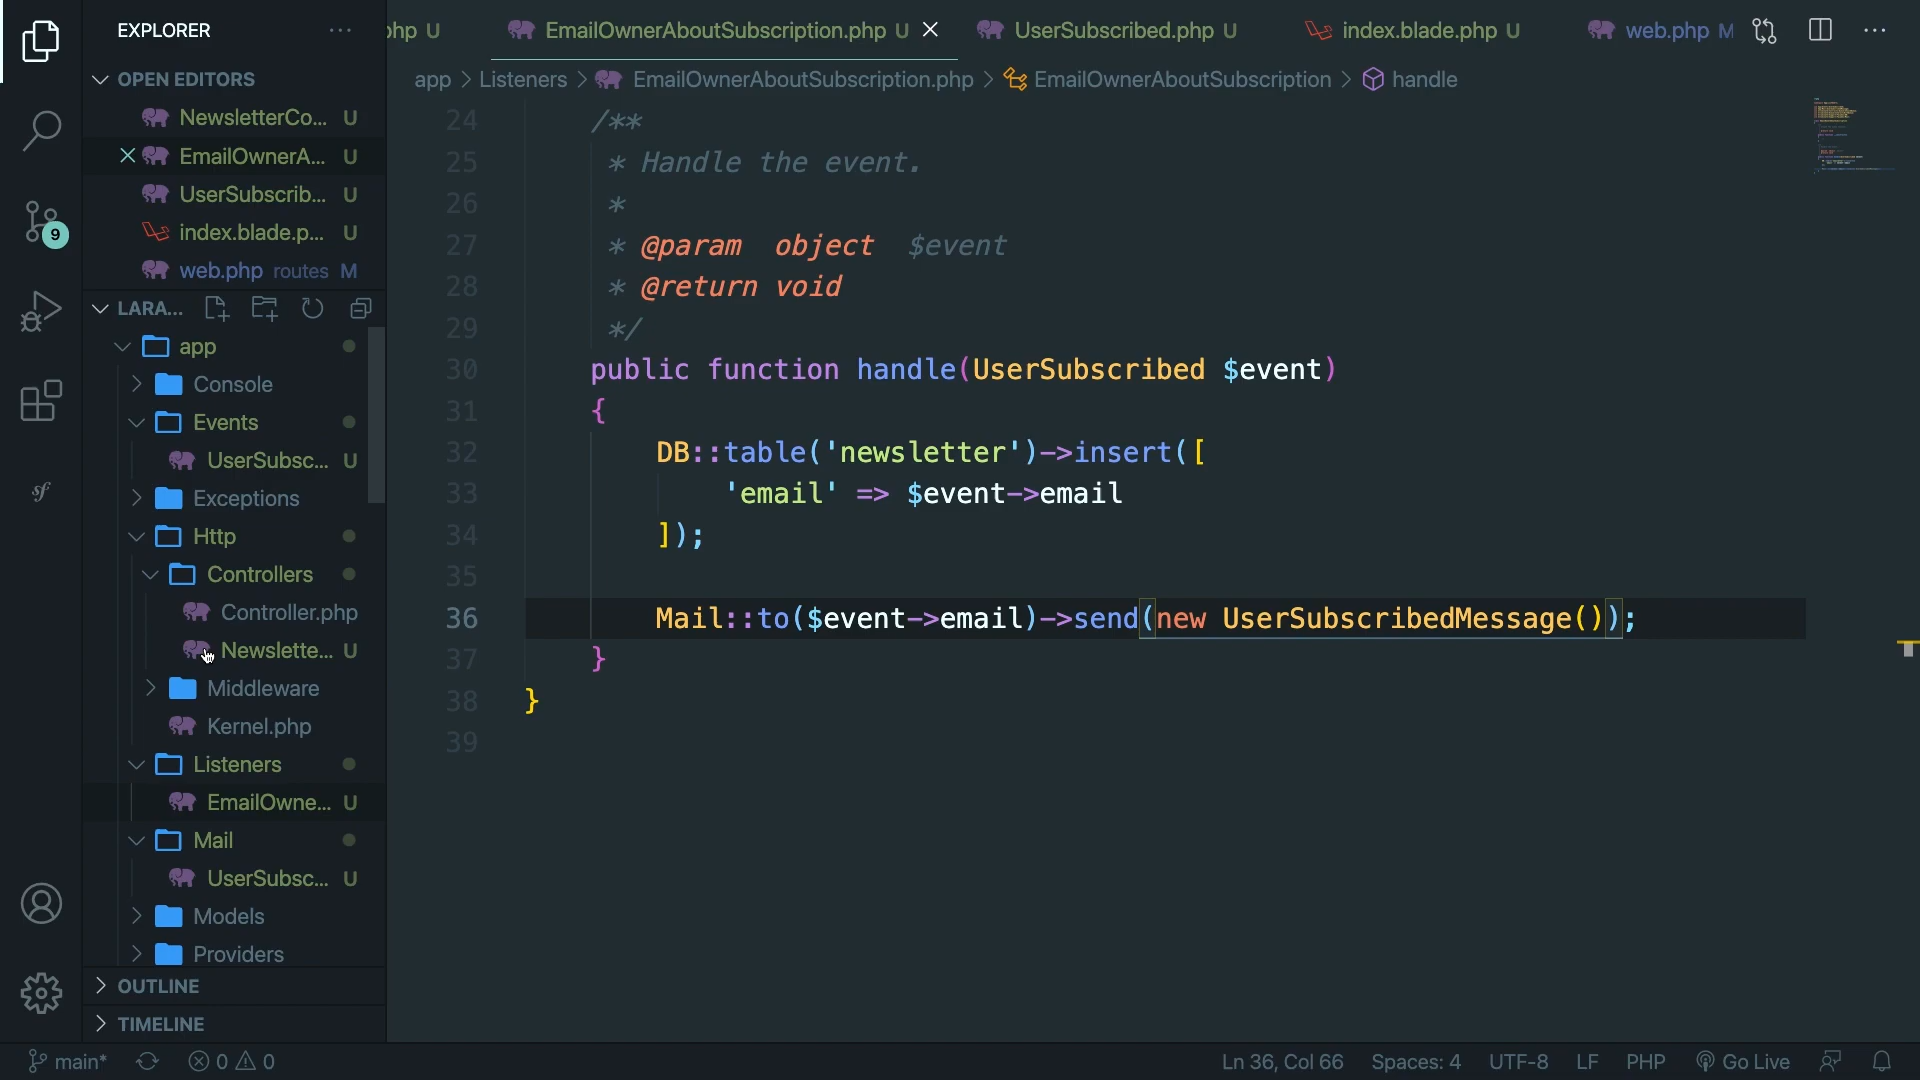 EXPLORER
OPEN EDITORS
NewsletterCo... U
EmailOwnerA... U
UserSubscrib... U
index.blade.p... U
web.php routes M
LARA...
app
Console
Events
UserSubsc... U
Exceptions
Http
Controllers
Controller.php
Newslette... U
Middleware
Kernel.php
Listeners
EmailOwne... U
Mail
UserSubsc... U
Models
Providers
OUTLINE
TIMELINE
9
php U
EmailOwnerAboutSubscription.php U
UserSubscribed.php U
index.blade.php U
web.php M
app > Listeners > EmailOwnerAboutSubscription.php > EmailOwnerAboutSubscription > handle
24 /**
25 * Handle the event.
26 *
27 * @param  object  $event
28 * @return void
29 */
30 public function handle(UserSubscribed $event)
31 {
32 DB::table('newsletter')->insert([
33 'email' => $event->email
34 ]);
35
36 Mail::to($event->email)->send(new UserSubscribedMessage());
37 }
38 }
39
main* 0 0 Ln 36, Col 66 Spaces: 4 UTF-8 LF PHP Go Live